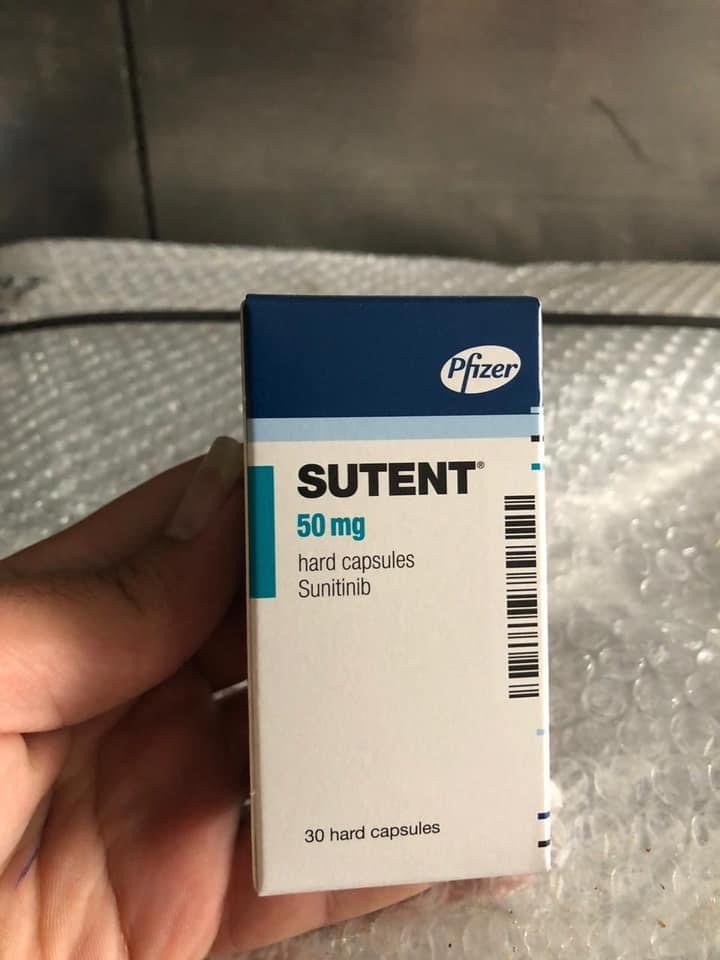 Pfizer
SUTENT®
50 mg
hard capsules
Sunitinib
30 hard capsules